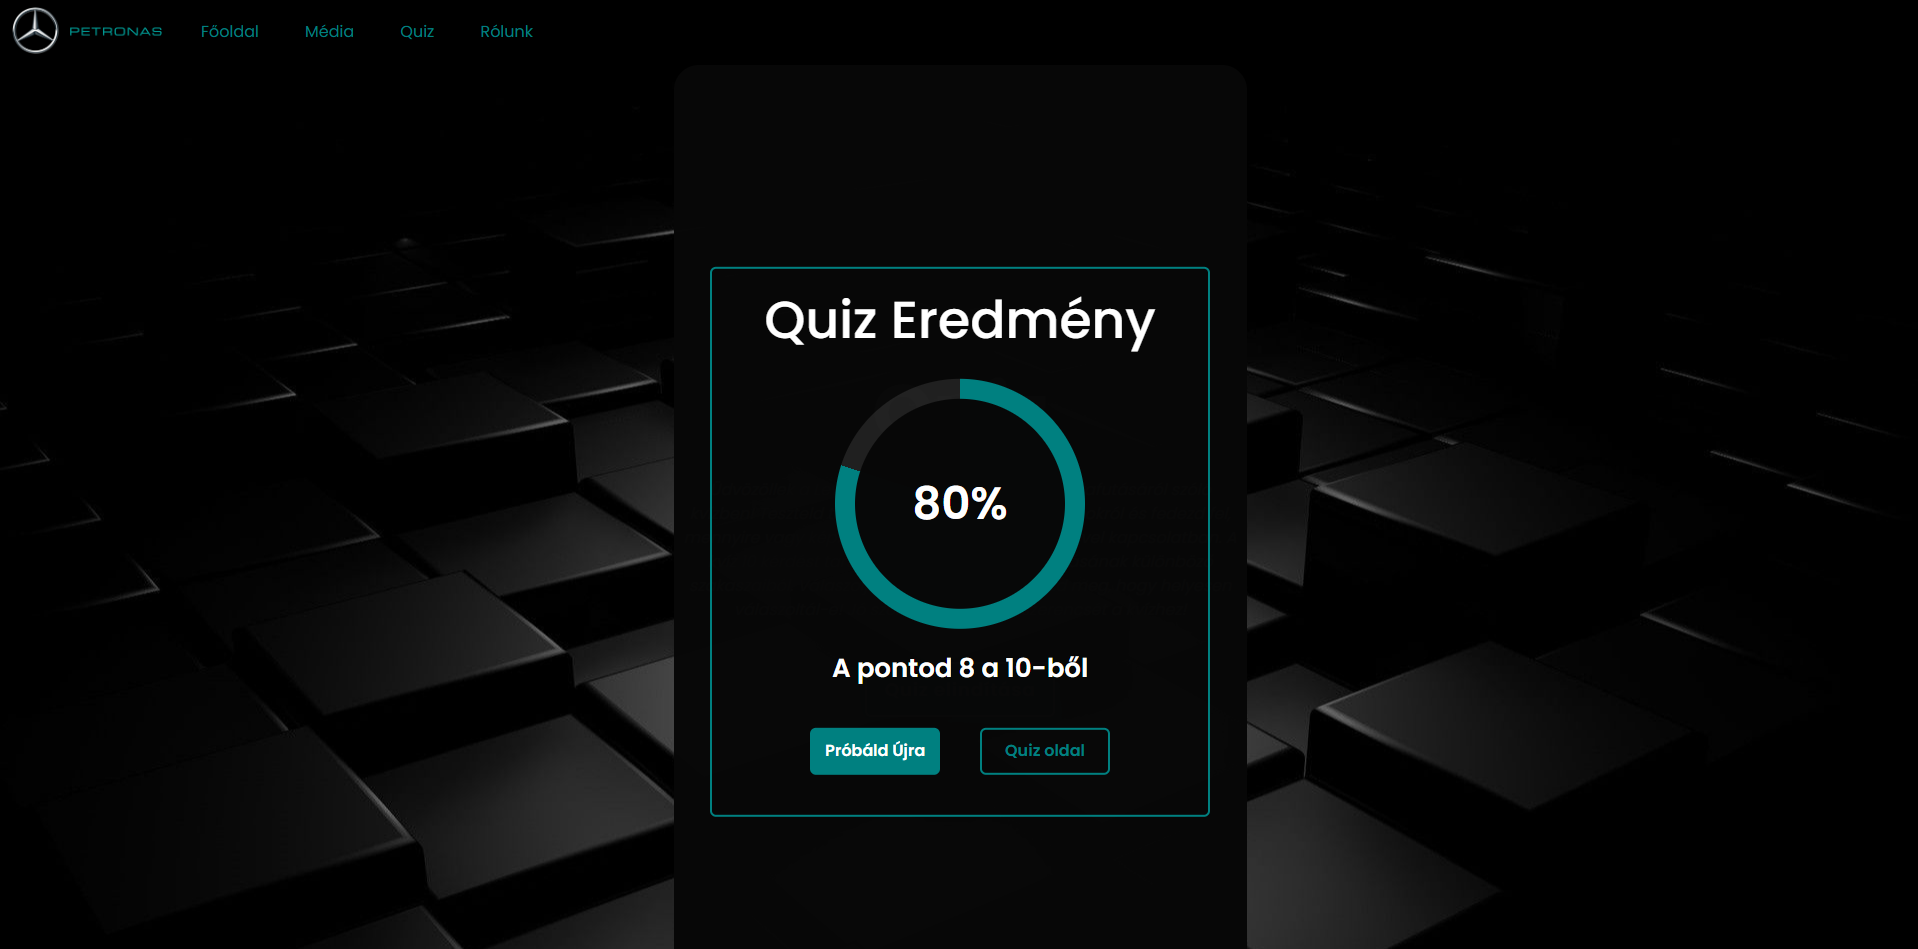 PETRONAS Főoldal Média Quiz Rólunk
Quiz Eredmény
80%
A pontod 8 a 10-ből
Próbáld Újra Quiz oldal